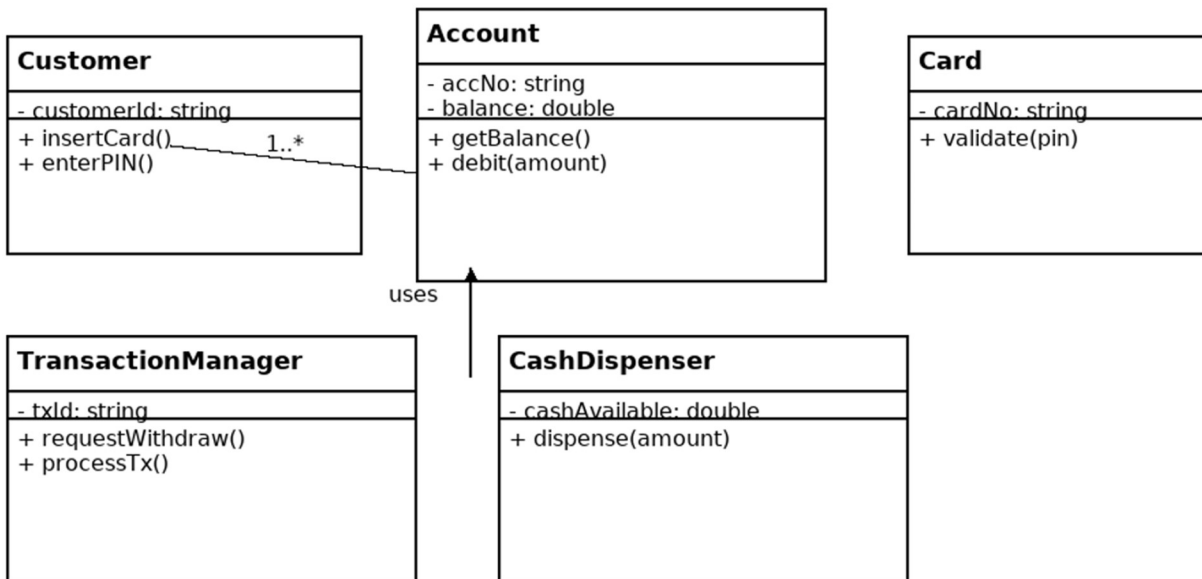 Customer
- customerId: string
+ insertCard()
+ enterPIN()
1..*
Account
- accNo: string
- balance: double
+ getBalance()
+ debit(amount)
Card
- cardNo: string
+ validate(pin)
uses
TransactionManager
- txId: string
+ requestWithdraw()
+ processTx()
CashDispenser
- cashAvailable: double
+ dispense(amount)